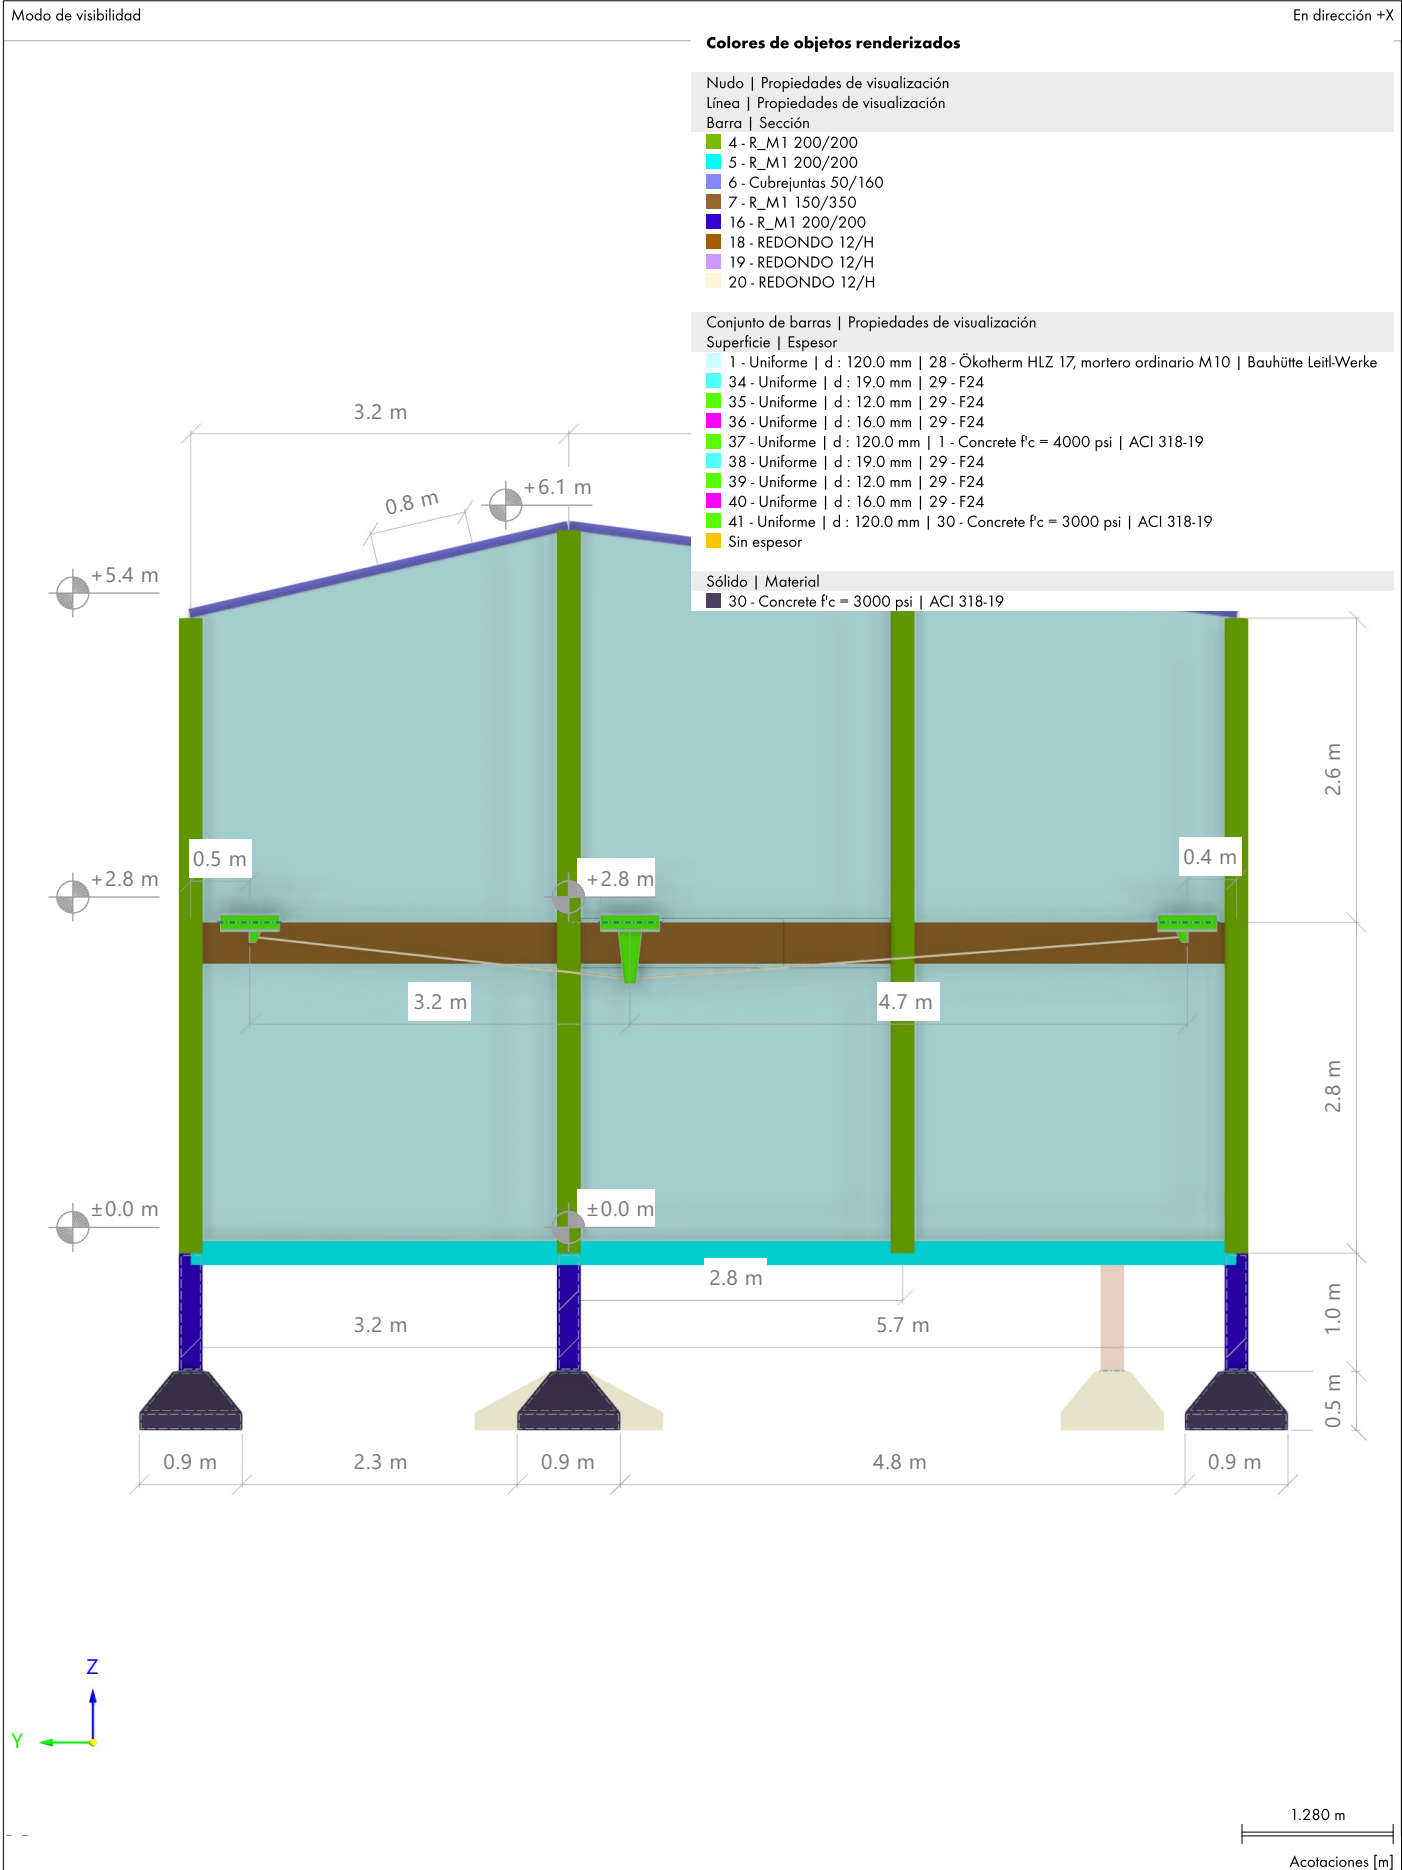 Modo de visibilidad
En dirección +X
Colores de objetos renderizados
Nudo | Propiedades de visualización
Línea | Propiedades de visualización
Barra | Sección
4 - R_M1 200/200
5 - R_M1 200/200
6 - Cubrejuntas 50/160
7 - R_M1 150/350
16 - R_M1 200/200
18 - REDONDO 12/H
19 - REDONDO 12/H
20 - REDONDO 12/H
Conjunto de barras | Propiedades de visualización
Superficie | Espesor
1 - Uniforme | d : 120.0 mm | 28 - Ökotherm HLZ 17, mortero ordinario M10 | Bauhütte Leitl-Werke
34 - Uniforme | d : 19.0 mm | 29 - F24
35 - Uniforme | d : 12.0 mm | 29 - F24
36 - Uniforme | d : 16.0 mm | 29 - F24
37 - Uniforme | d : 120.0 mm | 1 - Concrete f'c = 4000 psi | ACI 318-19
38 - Uniforme | d : 19.0 mm | 29 - F24
39 - Uniforme | d : 12.0 mm | 29 - F24
40 - Uniforme | d : 16.0 mm | 29 - F24
41 - Uniforme | d : 120.0 mm | 30 - Concrete f'c = 3000 psi | ACI 318-19
Sin espesor
Sólido | Material
30 - Concrete f'c = 3000 psi | ACI 318-19
3.2 m
0.8 m
+6.1 m
+5.4 m
2.6 m
0.5 m
0.4 m
+2.8 m
+2.8 m
3.2 m
4.7 m
2.8 m
±0.0 m
±0.0 m
2.8 m
3.2 m
5.7 m
1.0 m
0.5 m
0.9 m
2.3 m
0.9 m
4.8 m
0.9 m
Z
Y
1.280 m
Acotaciones [m]